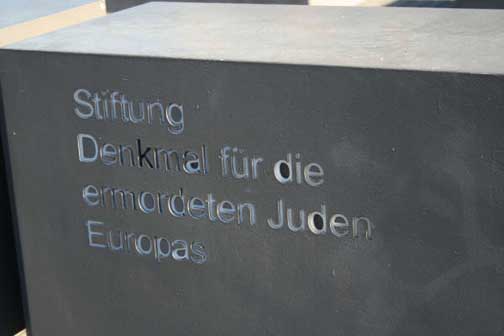 Stiftung
Denkmal für die
ermordeten Juden
Europas